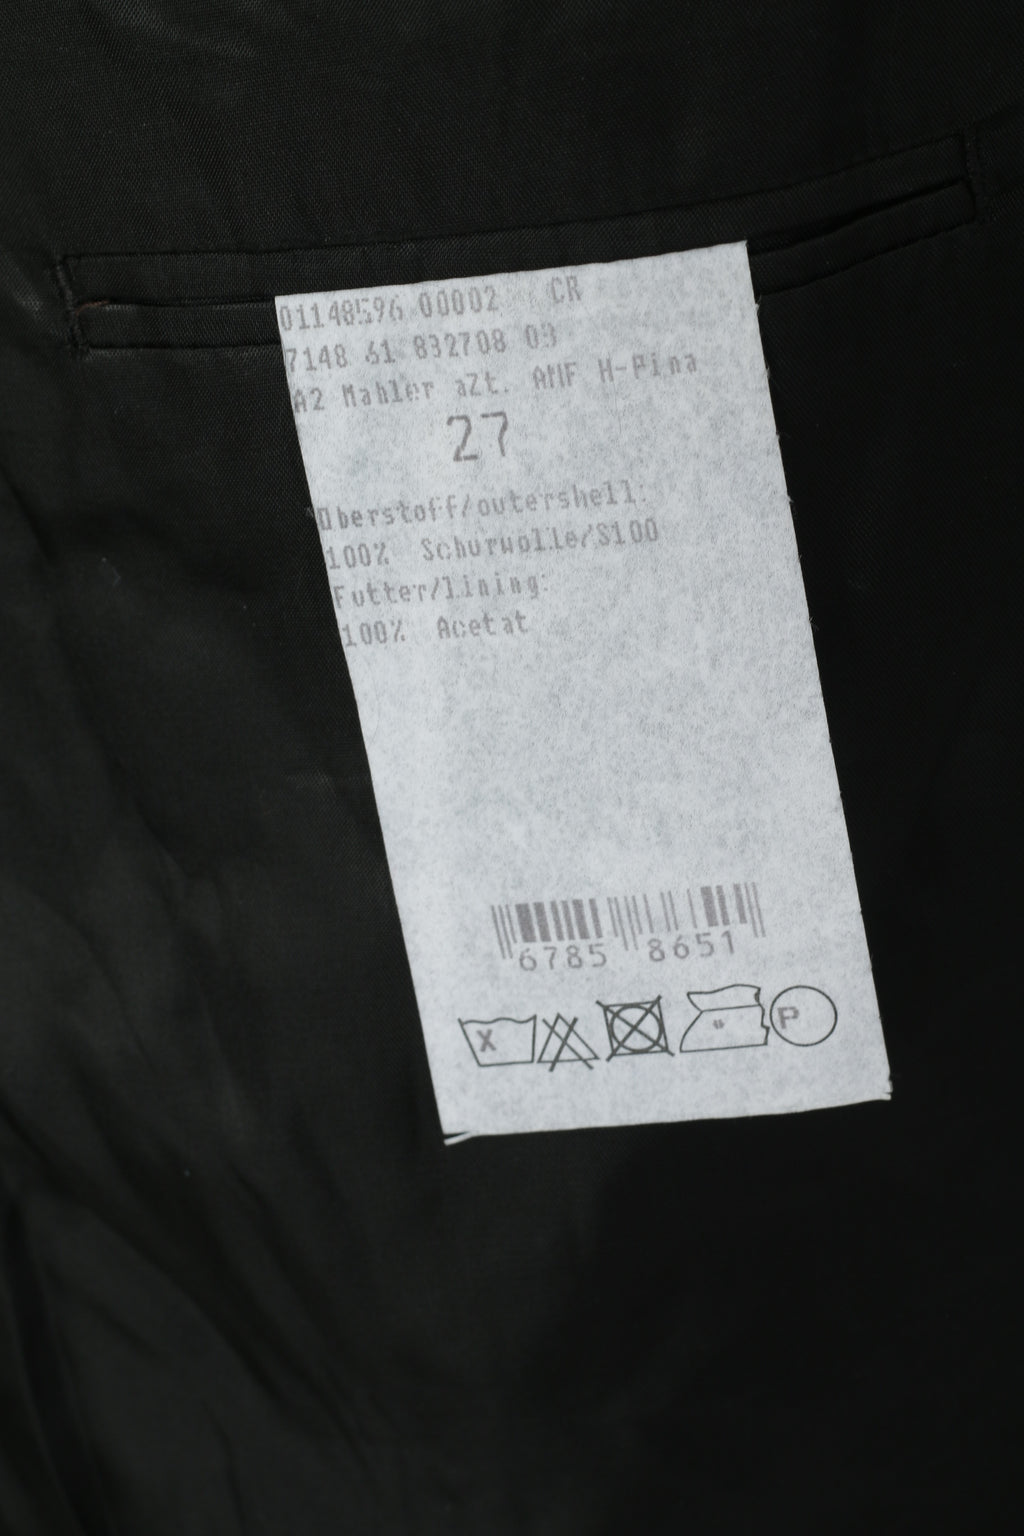 01148596 00002 CR
7148 61 832708 09
A2 Mahler aZt. AMF H-Pina
27
Oberstoff/outershell:
100% Schurwolle/S100
Futter/lining:
100% Acetat
6785 8651
X P